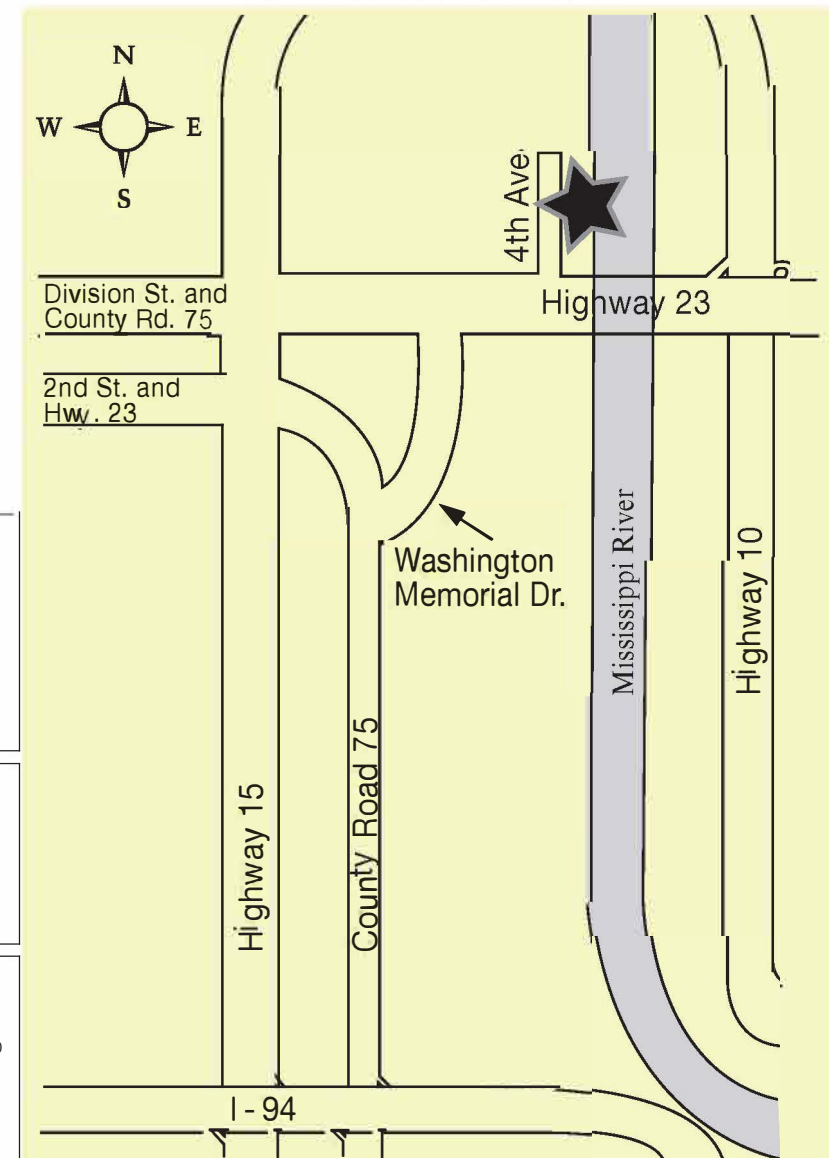 N
W
E
S
4th Ave
Division St. and
County Rd. 75
Highway 23
2nd St. and
Hwy. 23
Washington
Memorial Dr.
Mississippi River
Highway 10
Highway 15
County Road 75
I - 94